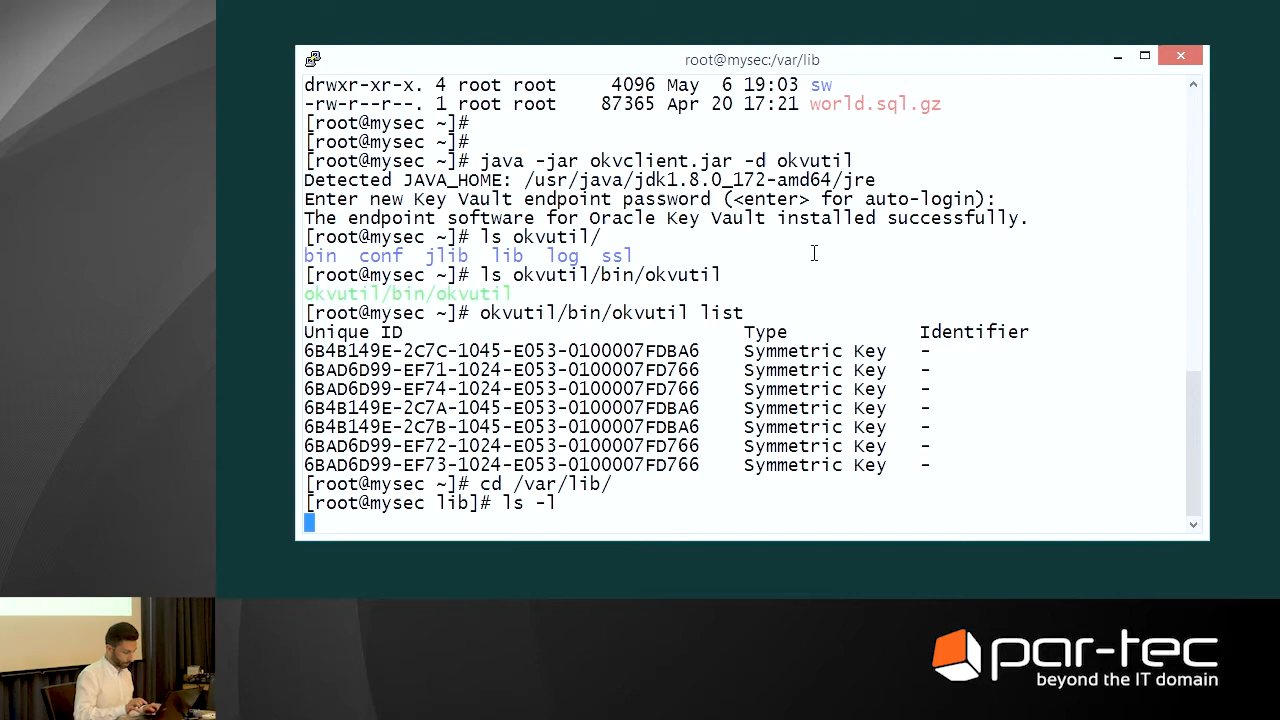 root@mysec:/var/lib
drwxr-xr-x. 4 root root 4096 May 6 19:03 sw
-rw-r--r--. 1 root root 87365 Apr 20 17:21 world.sql.gz
[root@mysec ~]#
[root@mysec ~]#
[root@mysec ~]# java -jar okvclient.jar -d okvutil
Detected JAVA_HOME: /usr/java/jdk1.8.0_172-amd64/jre
Enter new Key Vault endpoint password (<enter> for auto-login):
The endpoint software for Oracle Key Vault installed successfully.
[root@mysec ~]# ls okvutil/
bin conf jlib lib log ssl
[root@mysec ~]# ls okvutil/bin/okvutil
okvutil/bin/okvutil
[root@mysec ~]# okvutil/bin/okvutil list
Unique ID Type Identifier
6B4B149E-2C7C-1045-E053-0100007FDBA6 Symmetric Key -
6BAD6D99-EF71-1024-E053-0100007FD766 Symmetric Key -
6BAD6D99-EF74-1024-E053-0100007FD766 Symmetric Key -
6B4B149E-2C7A-1045-E053-0100007FDBA6 Symmetric Key -
6B4B149E-2C7B-1045-E053-0100007FDBA6 Symmetric Key -
6BAD6D99-EF72-1024-E053-0100007FD766 Symmetric Key -
6BAD6D99-EF73-1024-E053-0100007FD766 Symmetric Key -
[root@mysec ~]# cd /var/lib/
[root@mysec lib]# ls -l
par-tec
beyond the IT domain